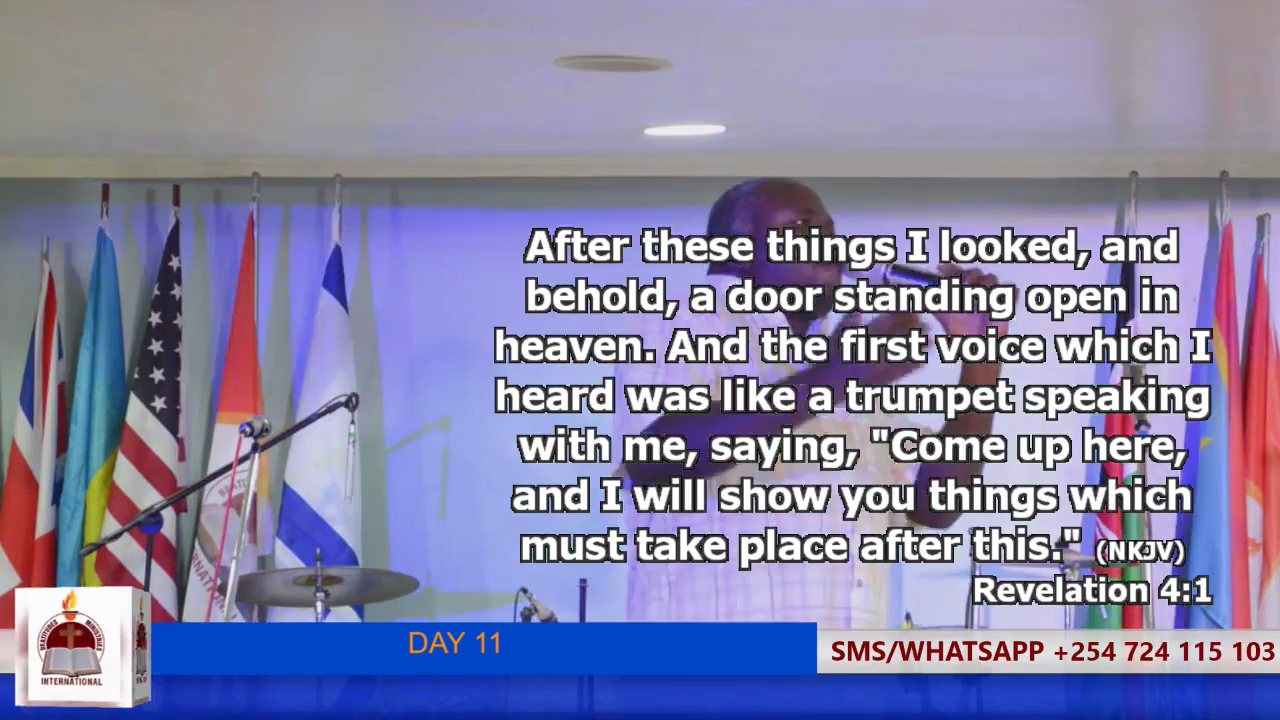 After these things I looked, and
behold, a door standing open in
heaven. And the first voice which I
heard was like a trumpet speaking
with me, saying, "Come up here,
and I will show you things which
must take place after this." (NKJV)
Revelation 4:1
DAY 11
SMS/WHATSAPP +254 724 115 103
BEATITUDES MINISTRIES
INTERNATIONAL